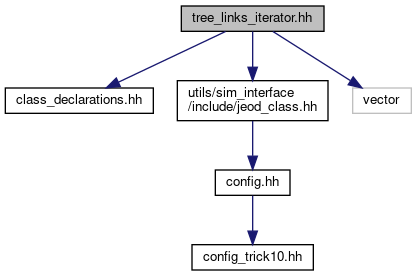 tree_links_iterator.hh
class_declarations.hh
utils/sim_interface
/include/jeod_class.hh
vector
config.hh
config_trick10.hh